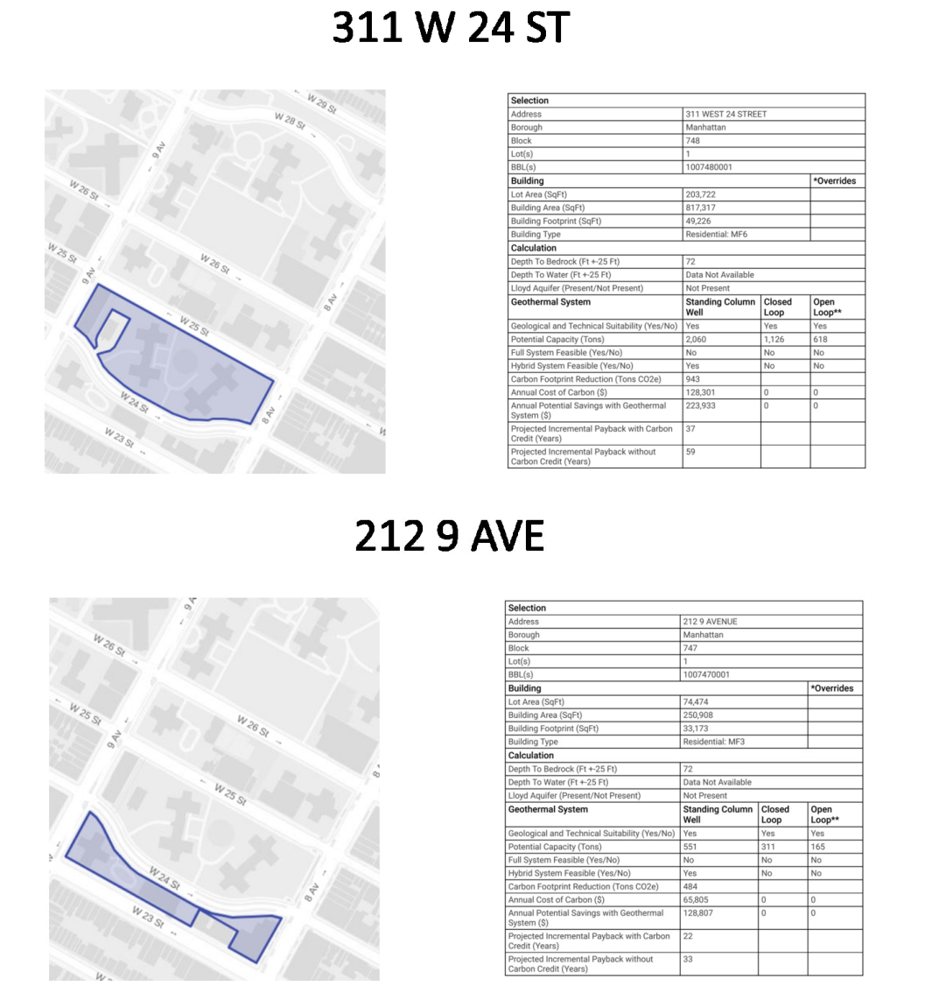 311 W 24 ST
W 29 St
W 28 St
9 Av
W 26 St
W 25 St
9 Av
W 26 St
8 Av
W 25 St
W 24 St
8 Av
W 23 St
W
Selection
Address 311 WEST 24 STREET
Borough Manhattan
Block 748
Lot(s) 1
BBL(s) 1007480001
Building *Overrides
Lot Area (SqFt) 203,722
Building Area (SqFt) 817,317
Building Footprint (SqFt) 49,226
Building Type Residential: MF6
Calculation
Depth To Bedrock (Ft +-25 Ft) 72
Depth To Water (Ft +-25 Ft) Data Not Available
Lloyd Aquifer (Present/Not Present) Not Present
Geothermal System Standing Column Closed Open
Well Loop Loop**
Geological and Technical Suitability (Yes/No) Yes Yes Yes
Potential Capacity (Tons) 2,060 1,126 618
Full System Feasible (Yes/No) No No No
Hybrid System Feasible (Yes/No) Yes No No
Carbon Footprint Reduction (Tons CO2e) 943
Annual Cost of Carbon ($) 128,301 0 0
Annual Potential Savings with Geothermal 223,933 0 0
System ($)
Projected Incremental Payback with Carbon 37
Credit (Years)
Projected Incremental Payback without 59
Carbon Credit (Years)
212 9 AVE
9 A
W 26 St
W 25 St
9 Av
W 26 St
8
W 25 St
W 24 St
8 Av
W 23 St
W
Selection
Address 212 9 AVENUE
Borough Manhattan
Block 747
Lot(s) 1
BBL(s) 1007470001
Building *Overrides
Lot Area (SqFt) 74,474
Building Area (SqFt) 250,908
Building Footprint (SqFt) 33,173
Building Type Residential: MF3
Calculation
Depth To Bedrock (Ft +-25 Ft) 72
Depth To Water (Ft +-25 Ft) Data Not Available
Lloyd Aquifer (Present/Not Present) Not Present
Geothermal System Standing Column Closed Open
Well Loop Loop**
Geological and Technical Suitability (Yes/No) Yes Yes Yes
Potential Capacity (Tons) 551 311 165
Full System Feasible (Yes/No) No No No
Hybrid System Feasible (Yes/No) Yes No No
Carbon Footprint Reduction (Tons CO2e) 484
Annual Cost of Carbon ($) 65,805 0 0
Annual Potential Savings with Geothermal 128,807 0 0
System ($)
Projected Incremental Payback with Carbon 22
Credit (Years)
Projected Incremental Payback without 33
Carbon Credit (Years)